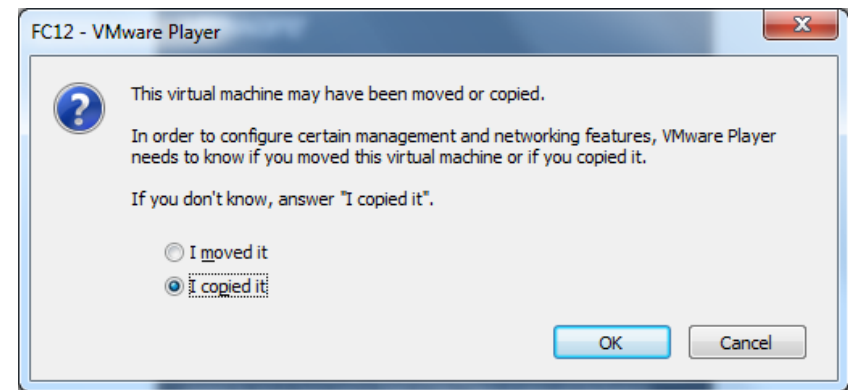 FC12 - VMware Player
This virtual machine may have been moved or copied.
In order to configure certain management and networking features, VMware Player
needs to know if you moved this virtual machine or if you copied it.
If you don't know, answer "I copied it".
I moved it
I copied it
OK
Cancel